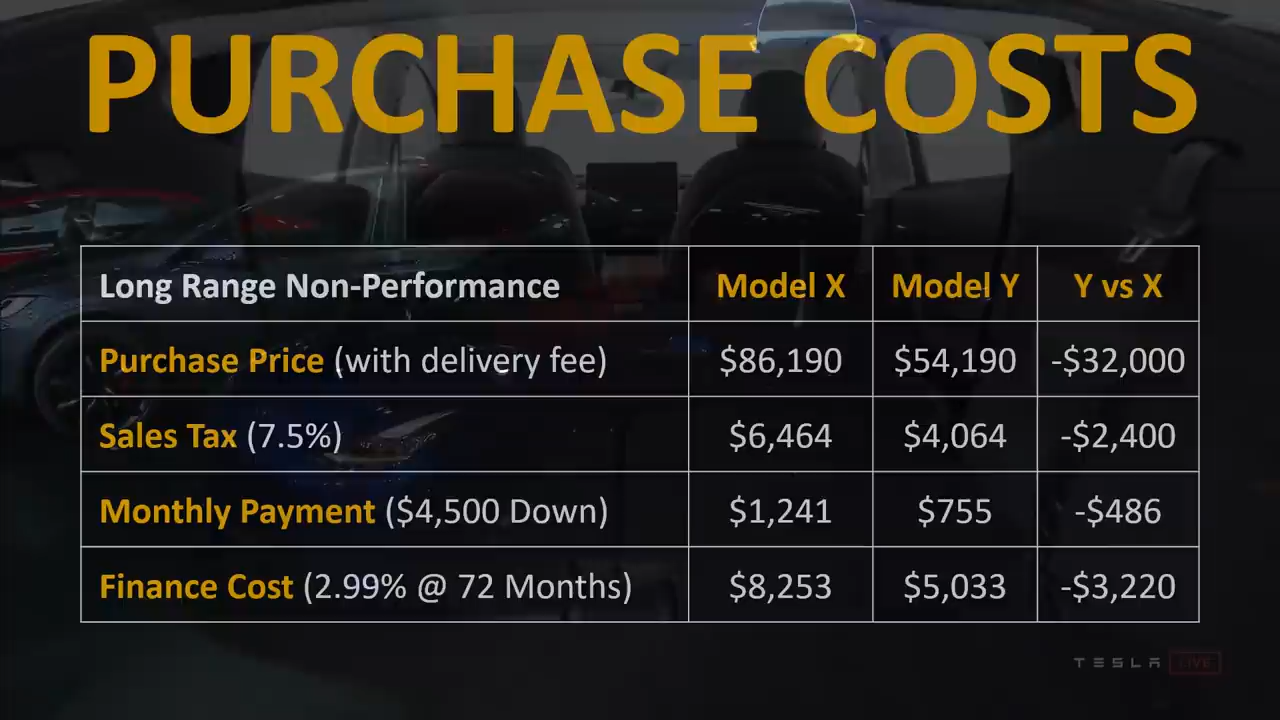 PURCHASE COSTS
Long Range Non-Performance Model X Model Y Y vs X
Purchase Price (with delivery fee) $86,190 $54,190 -$32,000
Sales Tax (7.5%) $6,464 $4,064 -$2,400
Monthly Payment ($4,500 Down) $1,241 $755 -$486
Finance Cost (2.99% @ 72 Months) $8,253 $5,033 -$3,220
TESLA LIVE